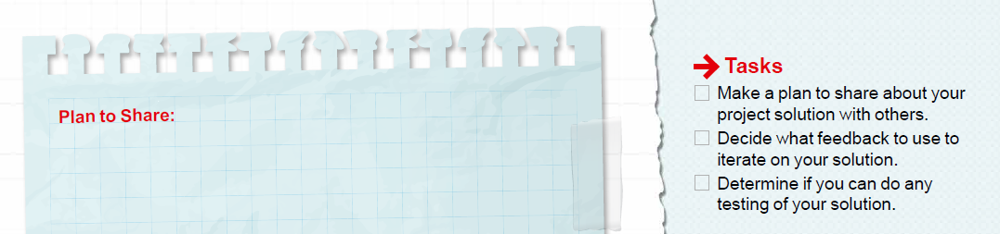 Plan to Share:
Tasks
Make a plan to share about your
project solution with others.
Decide what feedback to use to
iterate on your solution.
Determine if you can do any
testing of your solution.